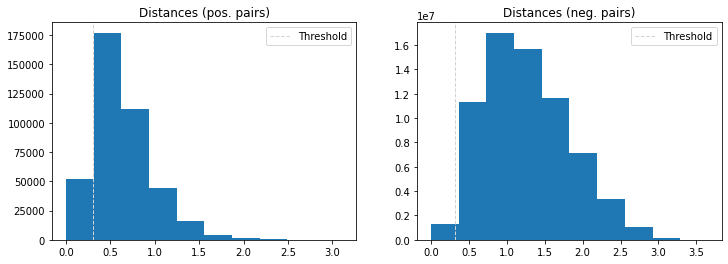 Distances (pos. pairs)
Threshold
175000
150000
125000
100000
75000
50000
25000
0
0.0 0.5 1.0 1.5 2.0 2.5 3.0
Distances (neg. pairs)
1e7
Threshold
1.6
1.4
1.2
1.0
0.8
0.6
0.4
0.2
0.0
0.0 0.5 1.0 1.5 2.0 2.5 3.0 3.5